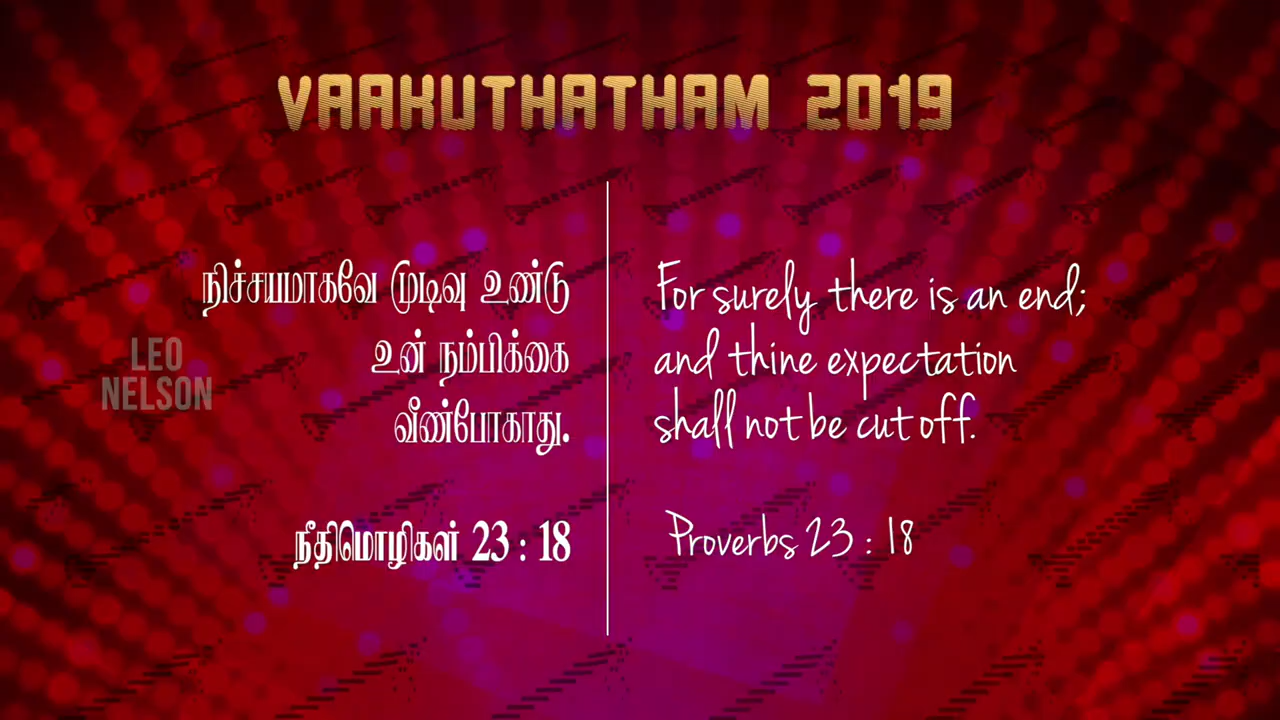 VAAKUTHATHAM 2019
நிச்சயமாகவே முடிவு உண்டு
உன் நம்பிக்கை
வீண்போகாது.
நீதிமொழிகள் 23 : 18
For surely there is an end;
and thine expectation
shall not be cut off.
Proverbs 23 : 18
LEO
NELSON